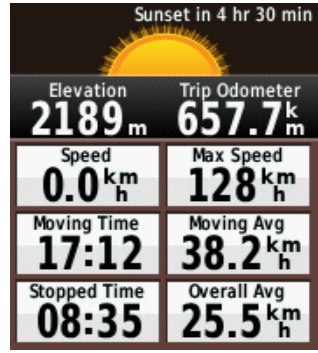 Sunset in 4 hr 30 min
Elevation Trip Odometer
2189 m 657.7 km
Speed Max Speed
0.0 km/h 128 km/h
Moving Time Moving Avg
17:12 38.2 km/h
Stopped Time Overall Avg
08:35 25.5 km/h